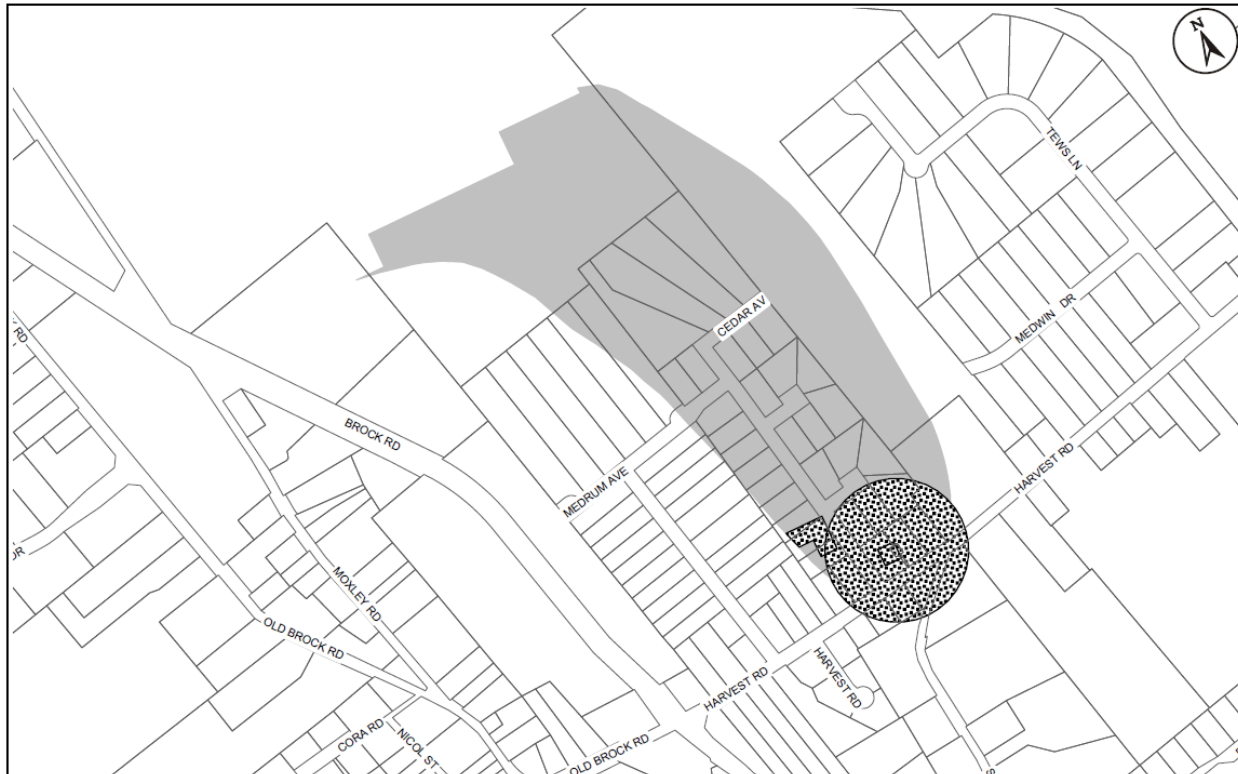 N
TEWS LN
CEDAR AV
MEDWIN DR
RD
BROCK RD
HARVEST RD
MEDRUM AVE
DR
MOXLEY RD
OLD BROCK RD
HARVEST RD
HARVEST RD
CORA RD
NICOL ST
OLD BROCK RD
S